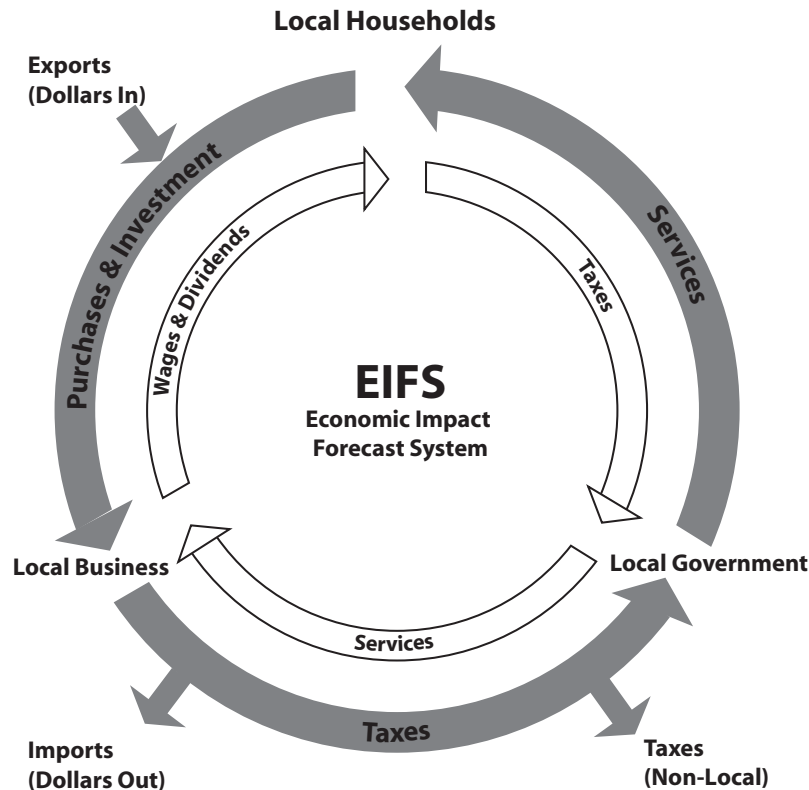 Local Households
Exports
(Dollars In)
Purchases & Investment
Wages & Dividends
Taxes
Services
EIFS
Economic Impact
Forecast System
Local Business
Local Government
Services
Taxes
Imports
(Dollars Out)
Taxes
(Non-Local)